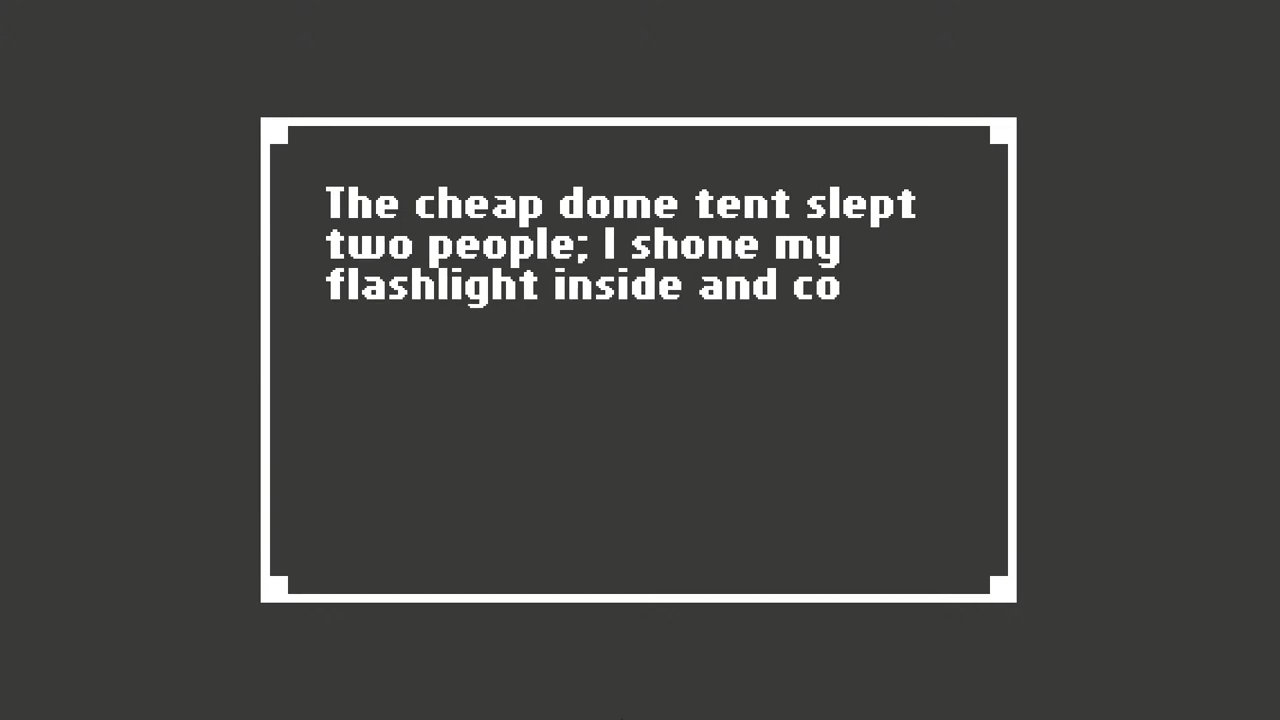 The cheap dome tent slept
two people; I shone my
flashlight inside and co